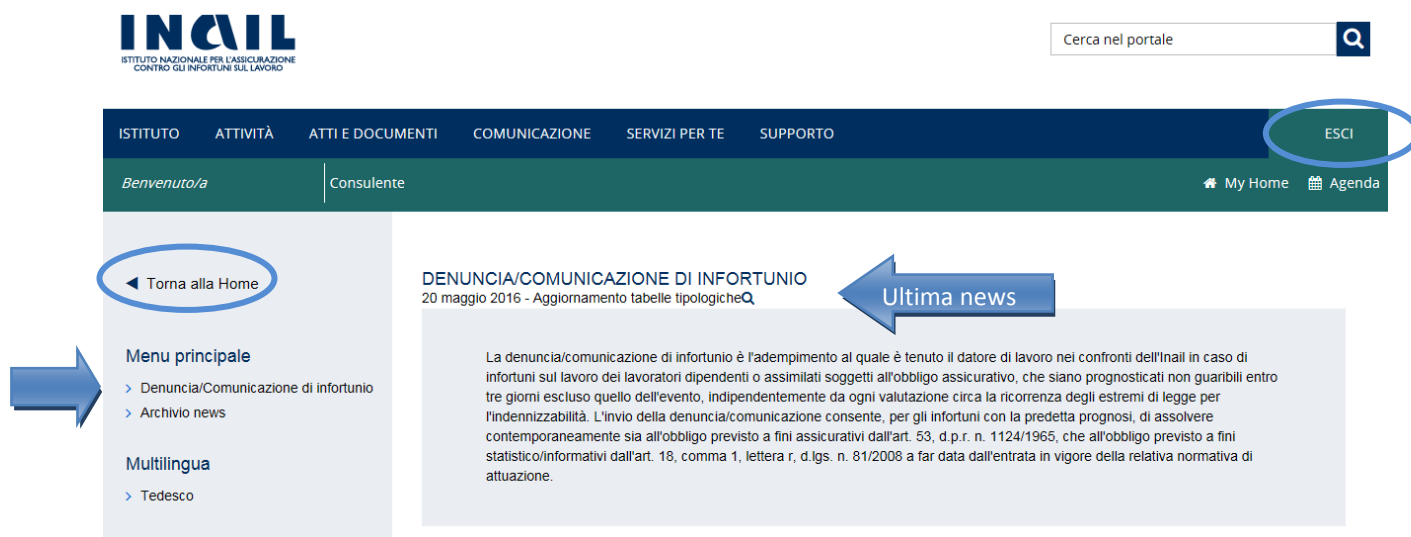 INAIL
ISTITUTO NAZIONALE PER L'ASSICURAZIONE
CONTRO GLI INFORTUNI SUL LAVORO
Cerca nel portale
ISTITUTO ATTIVITÀ ATTI E DOCUMENTI COMUNICAZIONE SERVIZI PER TE SUPPORTO ESCI
Benvenuto/a Consulente My Home Agenda
Torna alla Home
Menu principale
Denuncia/Comunicazione di infortunio
Archivio news
Multilingua
Tedesco
DENUNCIA/COMUNICAZIONE DI INFORTUNIO
20 maggio 2016 - Aggiornamento tabelle tipologiche
Ultima news
La denuncia/comunicazione di infortunio è l'adempimento al quale è tenuto il datore di lavoro nei confronti dell'Inail in caso di
infortuni sul lavoro dei lavoratori dipendenti o assimilati soggetti all'obbligo assicurativo, che siano prognosticati non guaribili entro
tre giorni escluso quello dell'evento, indipendentemente da ogni valutazione circa la ricorrenza degli estremi di legge per
l'indennizzabilità. L'invio della denuncia/comunicazione consente, per gli infortuni con la predetta prognosi, di assolvere
contemporaneamente sia all'obbligo previsto a fini assicurativi dall'art. 53, d.p.r. n. 1124/1965, che all'obbligo previsto a fini
statistico/informativi dall'art. 18, comma 1, lettera r, d.lgs. n. 81/2008 a far data dall'entrata in vigore della relativa normativa di
attuazione.